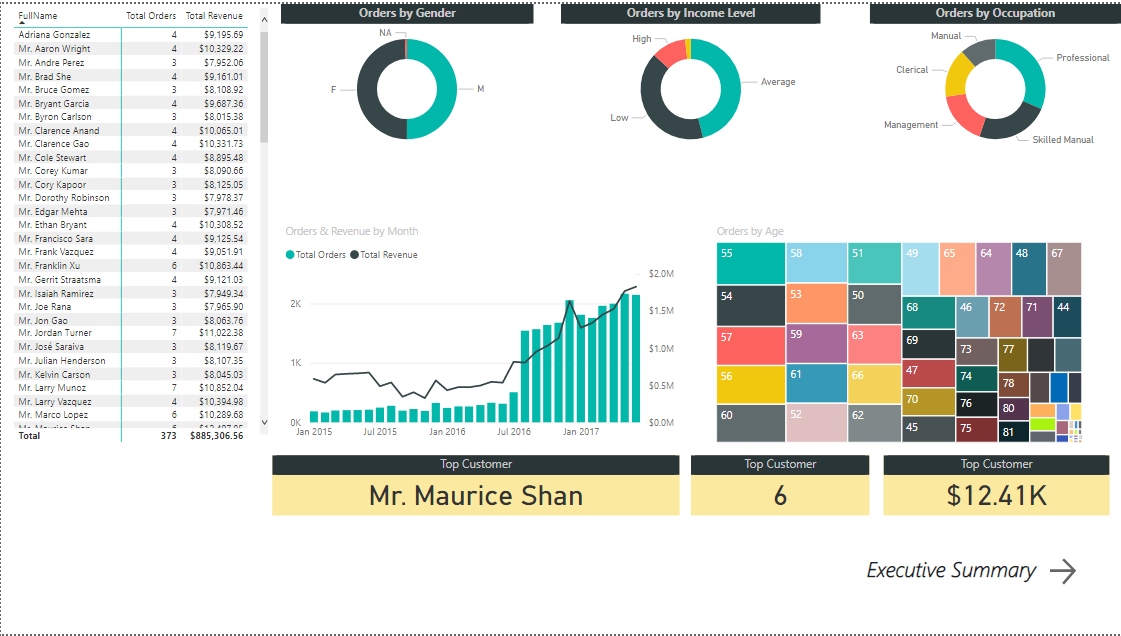 FullName Total Orders Total Revenue
Adriana Gonzalez 4 $9,195.69
Mr. Aaron Wright 4 $10,329.22
Mr. Andre Perez 3 $7,952.06
Mr. Brad She 4 $9,161.01
Mr. Bruce Gomez 3 $8,108.92
Mr. Bryant Garcia 4 $9,687.36
Mr. Byron Carlson 3 $8,015.38
Mr. Clarence Anand 4 $10,065.01
Mr. Clarence Gao 4 $10,331.73
Mr. Cole Stewart 4 $8,895.48
Mr. Corey Kumar 3 $8,090.66
Mr. Cory Kapoor 3 $8,125.05
Mr. Dorothy Robinson 3 $7,978.37
Mr. Edgar Mehta 3 $7,971.46
Mr. Ethan Bryant 4 $10,308.52
Mr. Francisco Sara 4 $9,125.54
Mr. Frank Vazquez 4 $9,051.91
Mr. Franklin Xu 6 $10,863.44
Mr. Gerrit Straatsma 4 $9,121.03
Mr. Isaiah Ramirez 3 $7,949.34
Mr. Joe Rana 3 $7,965.90
Mr. Jon Gao 3 $8,063.76
Mr. Jordan Turner 7 $11,022.38
Mr. José Saraiva 3 $8,119.67
Mr. Julian Henderson 3 $8,107.35
Mr. Kelvin Carson 3 $8,045.03
Mr. Larry Munoz 7 $10,852.04
Mr. Larry Vazquez 4 $10,394.98
Mr. Marco Lopez 6 $10,289.68
Total 373 $885,306.56
Orders by Gender
NA
F
M
Orders by Income Level
High
Average
Low
Orders by Occupation
Manual
Professional
Clerical
Management
Skilled Manual
Orders & Revenue by Month
Total Orders Total Revenue
$2.0M
2K
$1.5M
$1.0M
1K
$0.5M
0K
$0.0M
Jan 2015 Jul 2015 Jan 2016 Jul 2016 Jan 2017
Orders by Age
55 58 51 49 65 64 48 67
54 53 50 68 46 72 71 44
57 59 63 69 73 77
56 61 66 47 74 78
70 76 80
60 52 62 45 75 81
Top Customer
Mr. Maurice Shan
Top Customer
6
Top Customer
$12.41K
Executive Summary